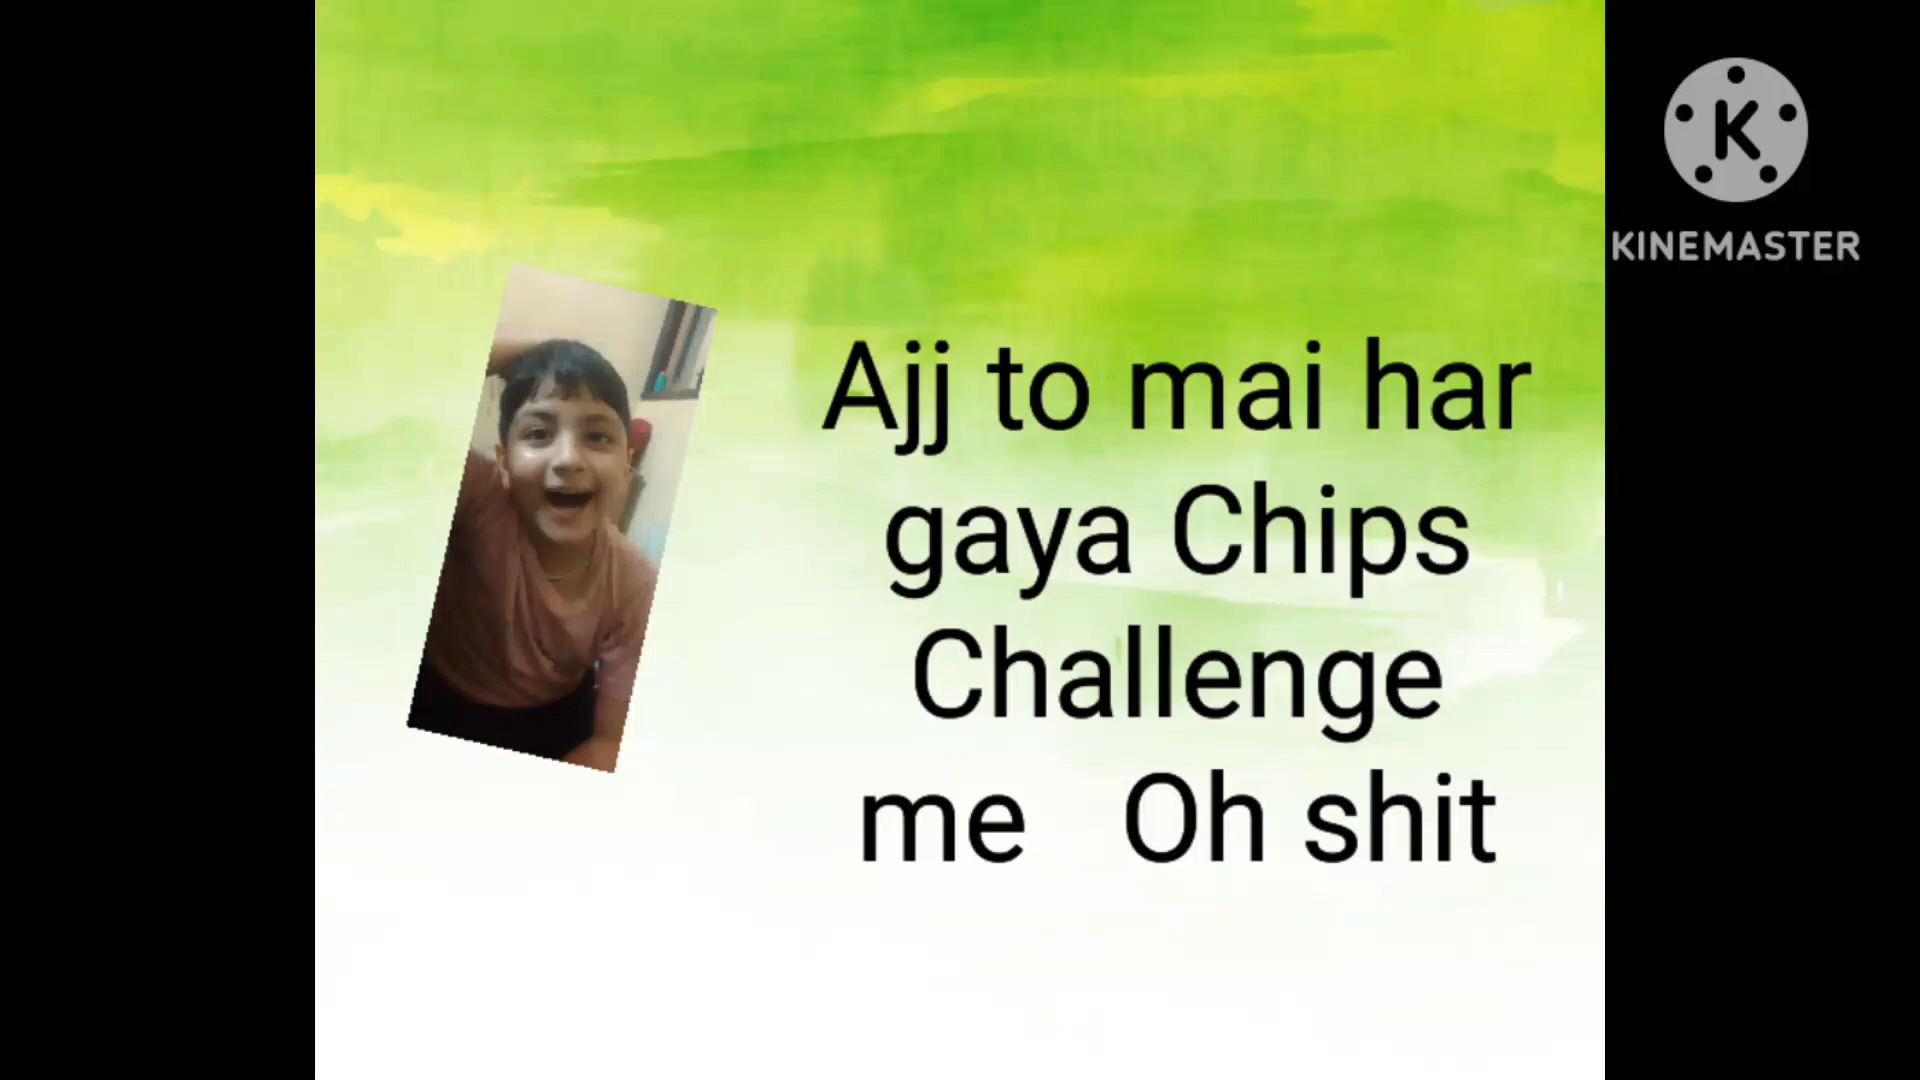 Ajj to mai har
gaya Chips
Challenge
me   Oh shit
K
KINEMASTER